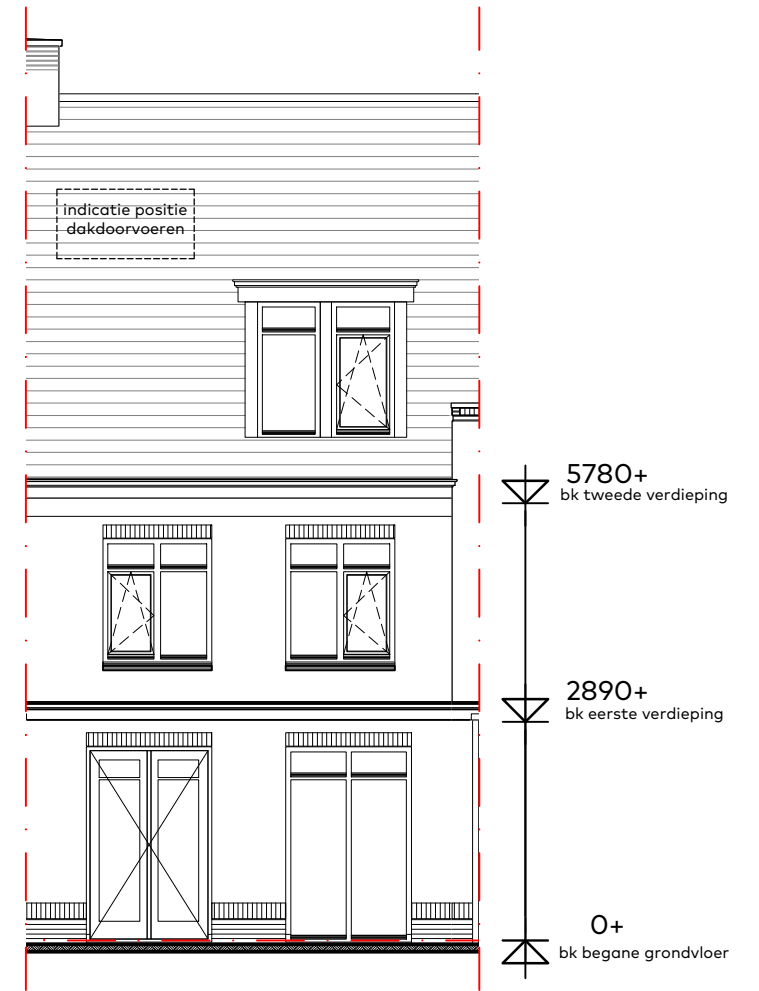 indicatie positie
dakdoorvoeren
5780+
bk tweede verdieping
2890+
bk eerste verdieping
0+
bk begane grondvloer